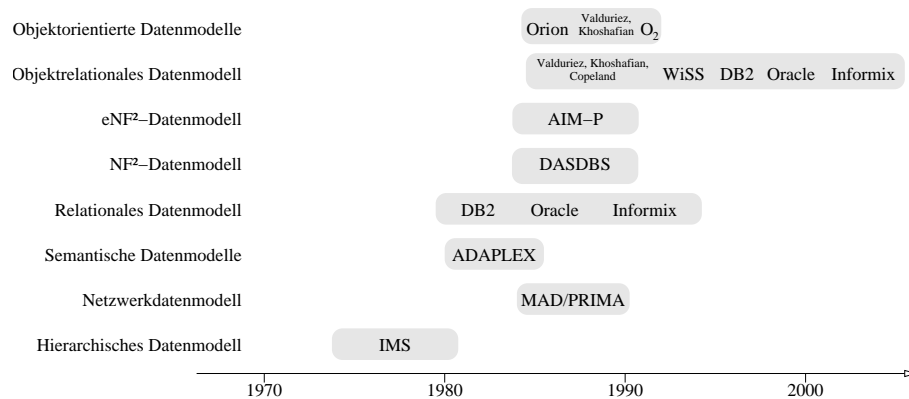 Objektorientierte Datenmodelle Orion Valduriez, Khoshafian O₂
Objektrelationales Datenmodell Valduriez, Khoshafian, Copeland WiSS DB2 Oracle Informix
eNF²−Datenmodell AIM−P
NF²−Datenmodell DASDBS
Relationales Datenmodell DB2 Oracle Informix
Semantische Datenmodelle ADAPLEX
Netzwerkdatenmodell MAD/PRIMA
Hierarchisches Datenmodell IMS
1970 1980 1990 2000